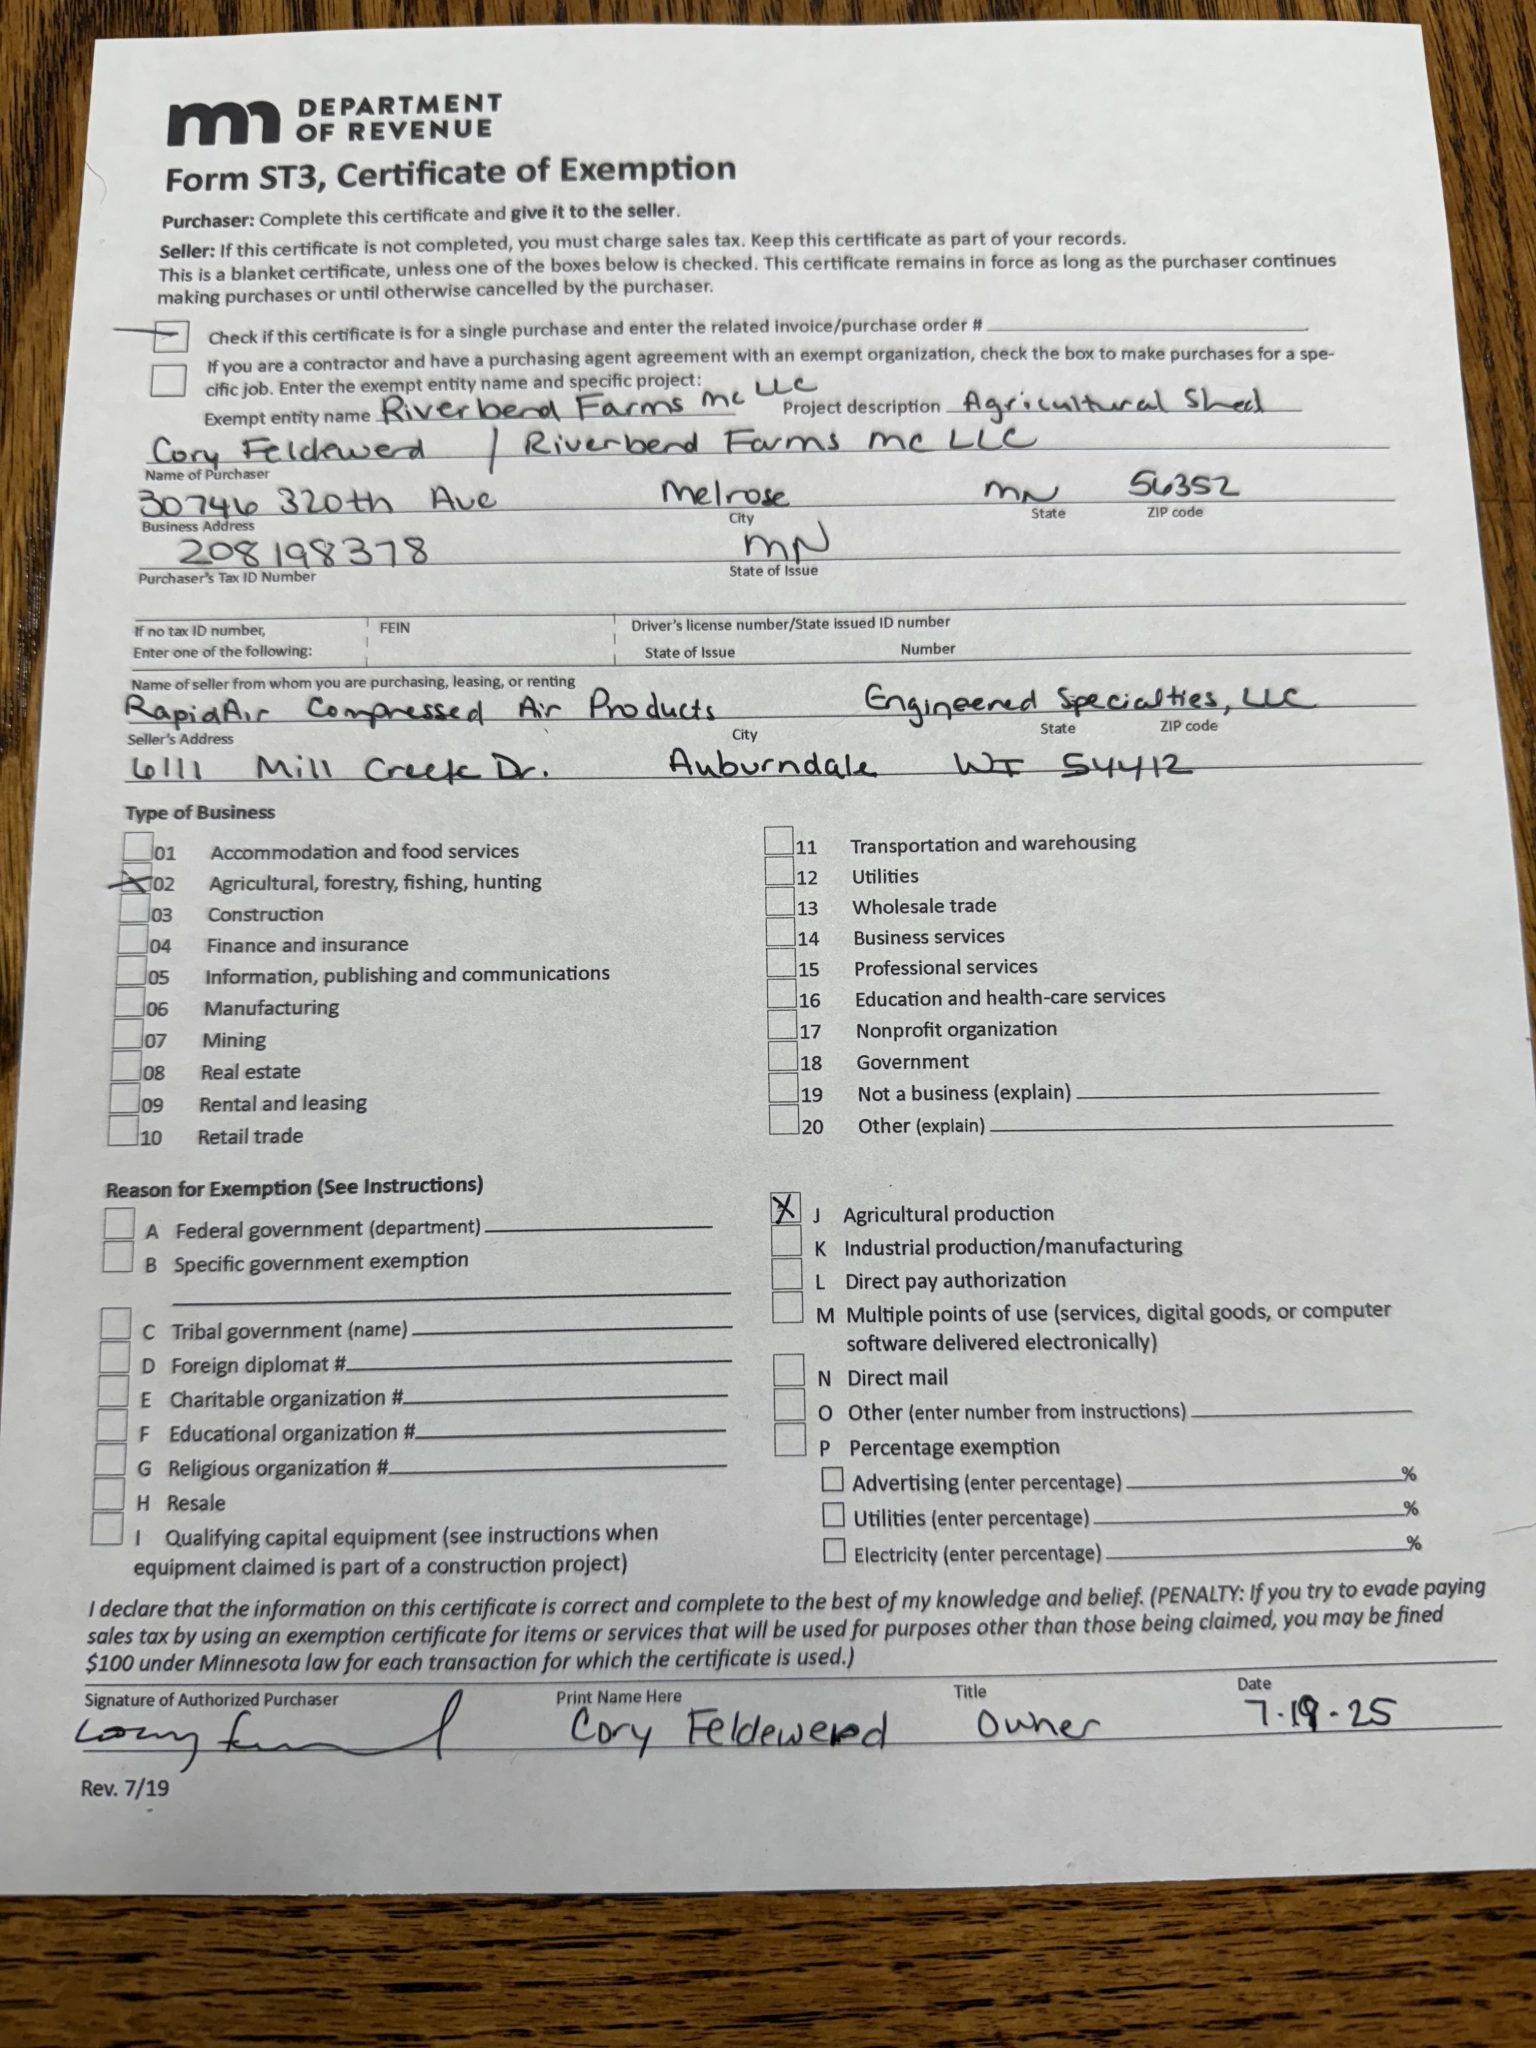 mn DEPARTMENT
OF REVENUE
Form ST3, Certificate of Exemption
Purchaser: Complete this certificate and give it to the seller.
Seller: If this certificate is not completed, you must charge sales tax. Keep this certificate as part of your records.
This is a blanket certificate, unless one of the boxes below is checked. This certificate remains in force as long as the purchaser continues
making purchases or until otherwise cancelled by the purchaser.
Check if this certificate is for a single purchase and enter the related invoice/purchase order #
If you are a contractor and have a purchasing agent agreement with an exempt organization, check the box to make purchases for a spe-
cific job. Enter the exempt entity name and specific project:
Exempt entity name Riverbend Farms MC LLC Project description Agricultural Shed
Cory Feldewerd / Riverbend Farms MC LLC
Name of Purchaser
30746 320th Ave Melrose MN 56352
Business Address City State ZIP code
208198378 MN
Purchaser's Tax ID Number State of Issue
If no tax ID number, FEIN Driver's license number/State issued ID number
Enter one of the following: State of Issue Number
Name of seller from whom you are purchasing, leasing, or renting
RapidAir Compressed Air Products Engineered Specialties, LLC
Seller's Address City State ZIP code
6111 Mill Creek Dr. Auburndale WI 54412
Type of Business
01 Accommodation and food services
X 02 Agricultural, forestry, fishing, hunting
03 Construction
04 Finance and insurance
05 Information, publishing and communications
06 Manufacturing
07 Mining
08 Real estate
09 Rental and leasing
10 Retail trade
11 Transportation and warehousing
12 Utilities
13 Wholesale trade
14 Business services
15 Professional services
16 Education and health-care services
17 Nonprofit organization
18 Government
19 Not a business (explain)
20 Other (explain)
Reason for Exemption (See Instructions)
A Federal government (department)
B Specific government exemption
C Tribal government (name)
D Foreign diplomat #
E Charitable organization #
F Educational organization #
G Religious organization #
H Resale
I Qualifying capital equipment (see instructions when
equipment claimed is part of a construction project)
X J Agricultural production
K Industrial production/manufacturing
L Direct pay authorization
M Multiple points of use (services, digital goods, or computer
software delivered electronically)
N Direct mail
O Other (enter number from instructions)
P Percentage exemption
Advertising (enter percentage) %
Utilities (enter percentage) %
Electricity (enter percentage) %
I declare that the information on this certificate is correct and complete to the best of my knowledge and belief. (PENALTY: If you try to evade paying
sales tax by using an exemption certificate for items or services that will be used for purposes other than those being claimed, you may be fined
$100 under Minnesota law for each transaction for which the certificate is used.)
Signature of Authorized Purchaser Print Name Here Title Date
Cory Feldewerd Owner 7-19-25
Rev. 7/19